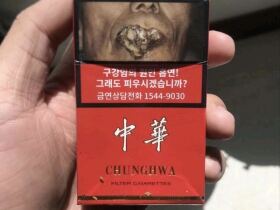 구강암의 원인 흡연!
그래도 피우시겠습니까?
금연상담전화 1544-9030
中華
CHUNGHWA
FILTER CIGARETTES